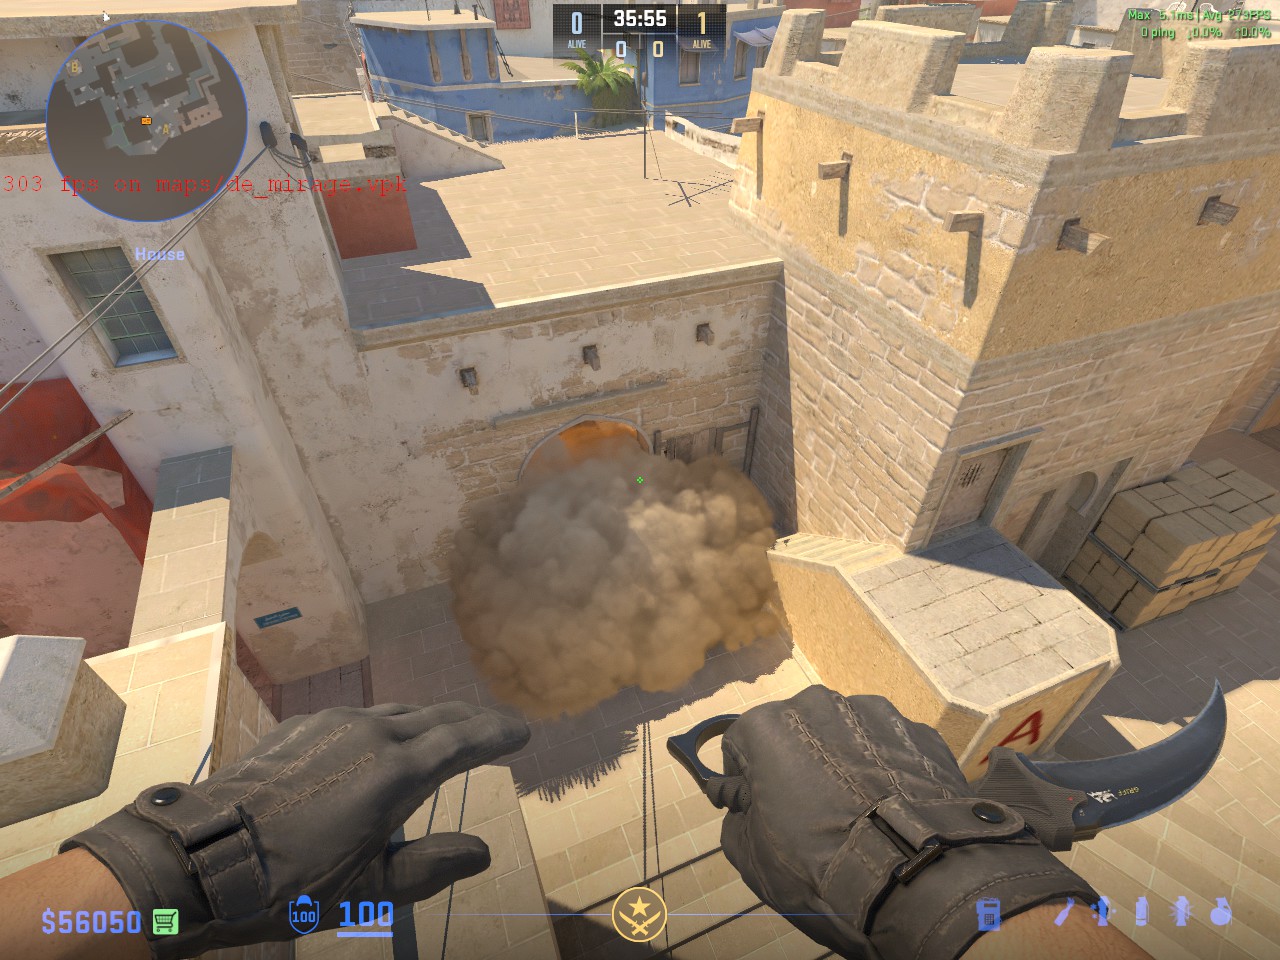 0
ALIVE
35:55
0 0
1
ALIVE
Max 5.1ms | Avg 279FPS
0 ping ↓0.0% ↑0.0%
B
A
303 fps on maps/de_mirage.vpk
House
A
GRIFF
$56050
100
100